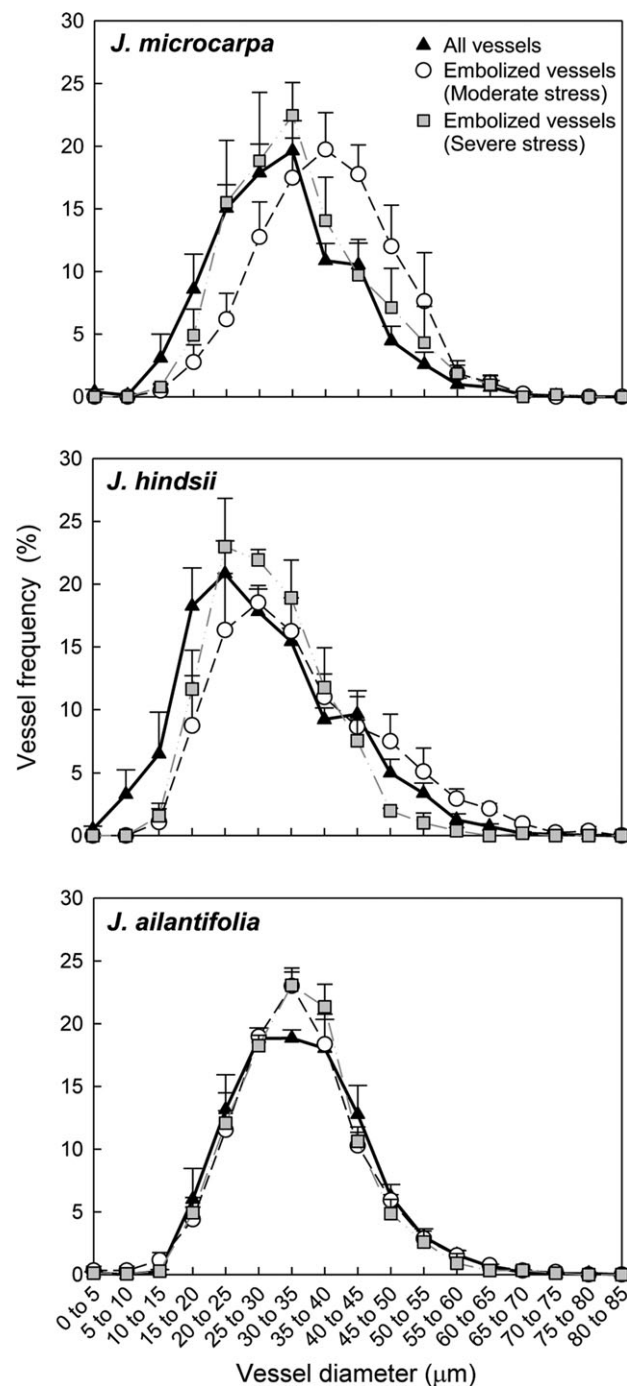 J. microcarpa
All vessels
Embolized vessels
(Moderate stress)
Embolized vessels
(Severe stress)
30
25
20
15
10
5
0
J. hindsii
30
25
20
15
10
5
0
Vessel frequency (%)
J. ailantifolia
30
25
20
15
10
5
0
0 to 5
5 to 10
10 to 15
15 to 20
20 to 25
25 to 30
30 to 35
35 to 40
40 to 45
45 to 50
50 to 55
55 to 60
60 to 65
65 to 70
70 to 75
75 to 80
80 to 85
Vessel diameter (μm)